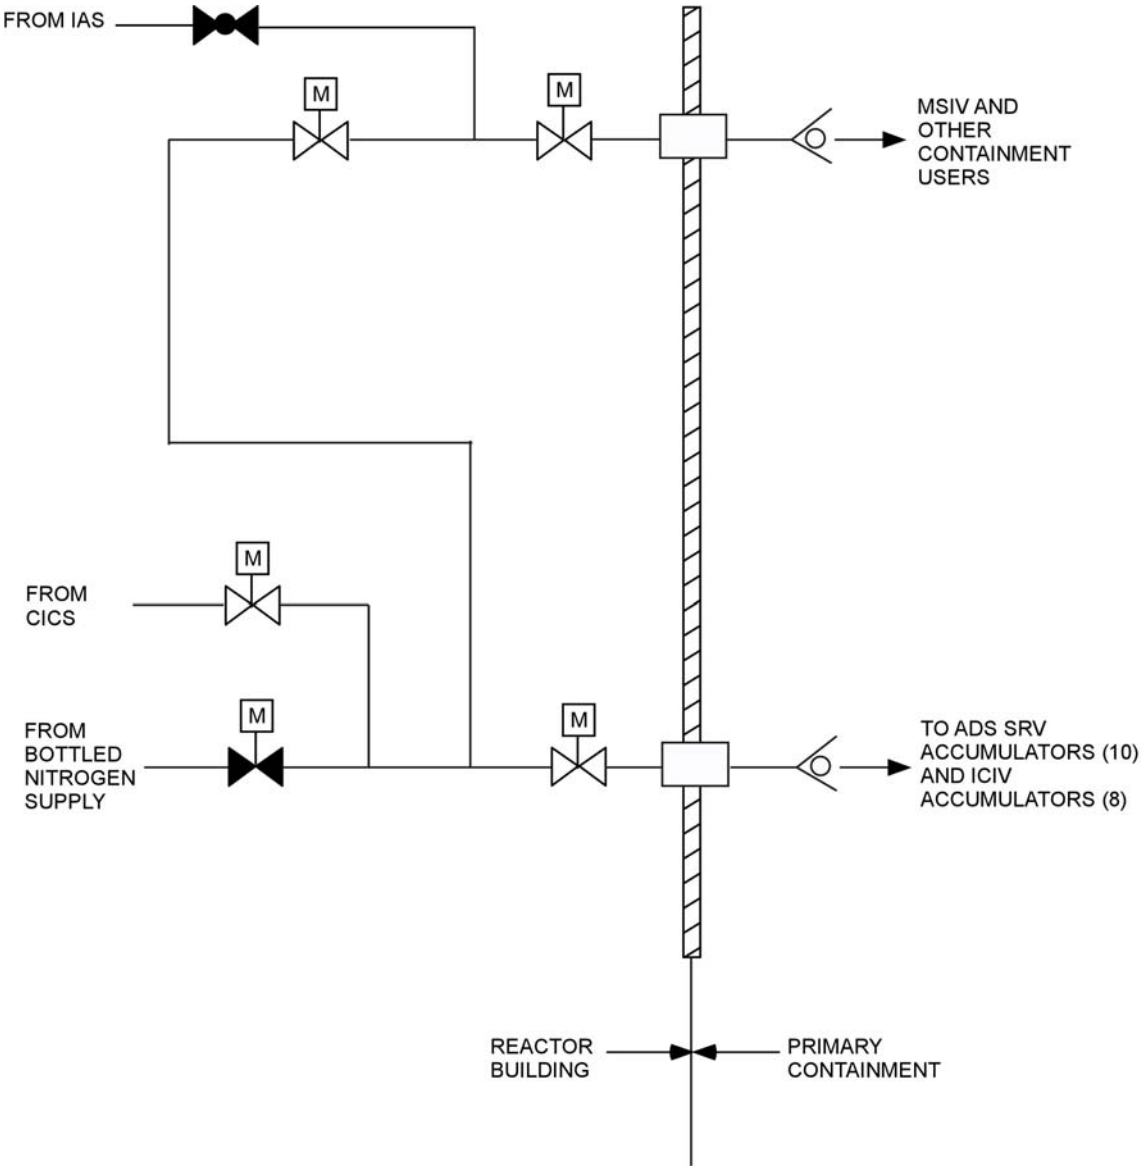 FROM IAS
M
M
MSIV AND
OTHER
CONTAINMENT
USERS
M
FROM
CICS
M
M
FROM
BOTTLED
NITROGEN
SUPPLY
TO ADS SRV
ACCUMULATORS (10)
AND ICIV
ACCUMULATORS (8)
REACTOR
BUILDING
PRIMARY
CONTAINMENT